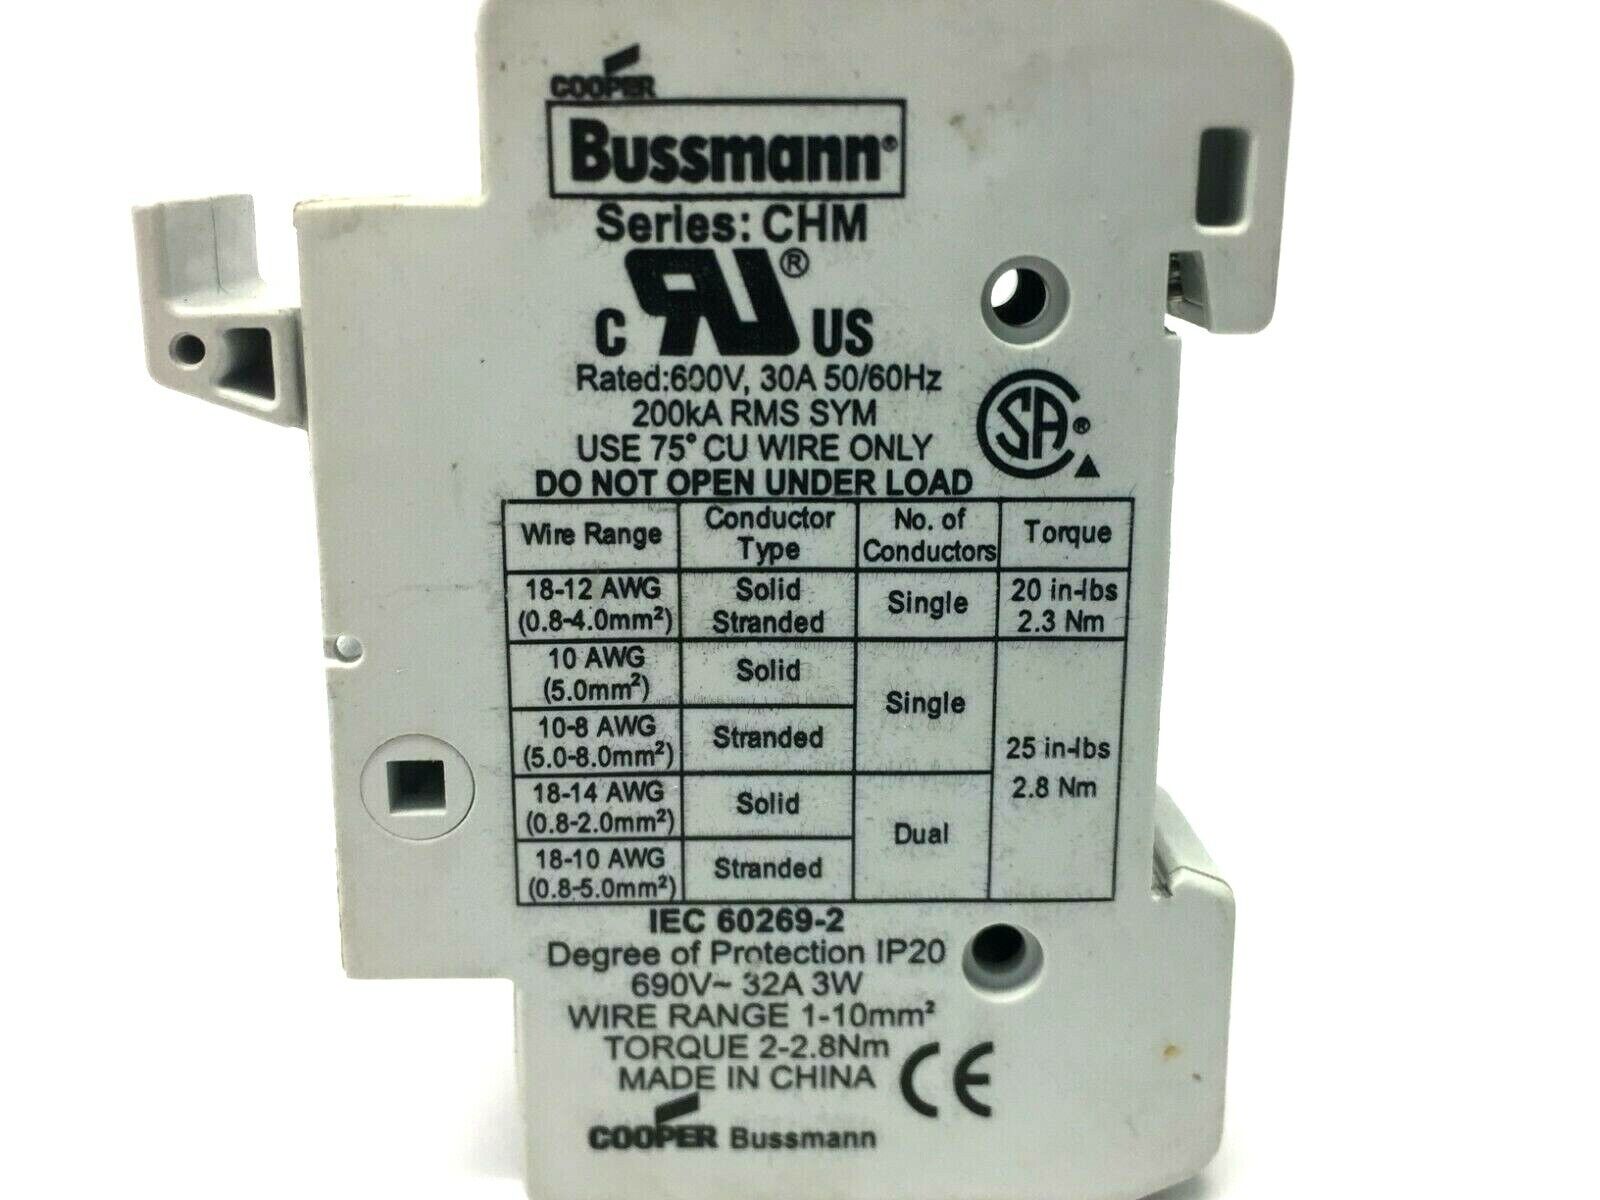 COOPER
Bussmann®
Series: CHM
C RU® US
Rated:600V, 30A 50/60Hz
200kA RMS SYM
USE 75° CU WIRE ONLY
SA®
DO NOT OPEN UNDER LOAD
Wire Range Conductor Type No. of Conductors Torque
18-12 AWG (0.8-4.0mm²) Solid Stranded Single 20 in-lbs 2.3 Nm
10 AWG (5.0mm²) Solid Single 25 in-lbs 2.8 Nm
10-8 AWG (5.0-8.0mm²) Stranded
18-14 AWG (0.8-2.0mm²) Solid Dual
18-10 AWG (0.8-5.0mm²) Stranded
IEC 60269-2
Degree of Protection IP20
690V~ 32A 3W
WIRE RANGE 1-10mm²
TORQUE 2-2.8Nm
MADE IN CHINA CE
COOPER Bussmann